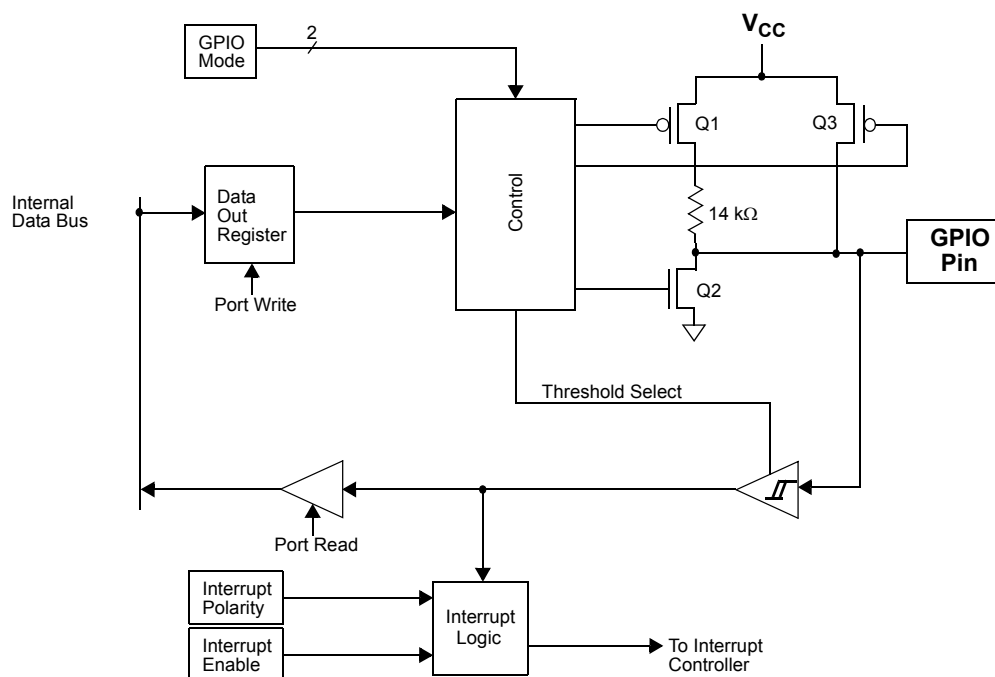 GPIO
Mode
2
V_CC
Q1
Q3
Control
Internal
Data Bus
Data
Out
Register
14 kΩ
GPIO
Pin
Q2
Port Write
Threshold Select
Port Read
Interrupt
Polarity
Interrupt
Logic
Interrupt
Enable
To Interrupt
Controller